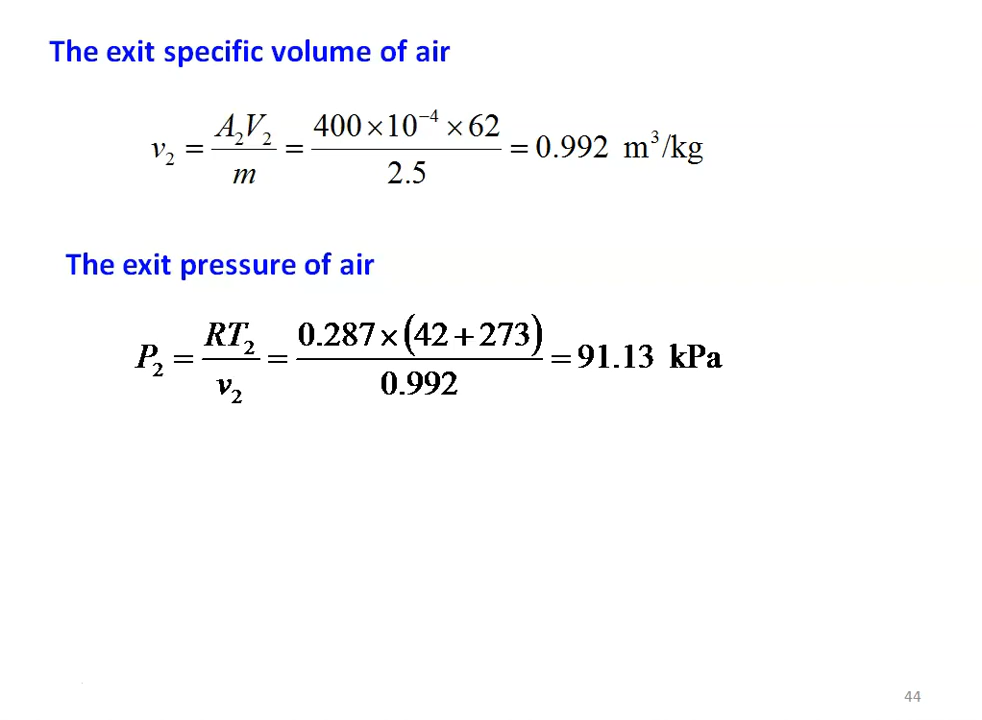 The exit specific volume of air
v₂ = A₂V₂ / m = 400×10⁻⁴ × 62 / 2.5 = 0.992 m³/kg
The exit pressure of air
P₂ = RT₂ / v₂ = 0.287×(42+273) / 0.992 = 91.13 kPa
44